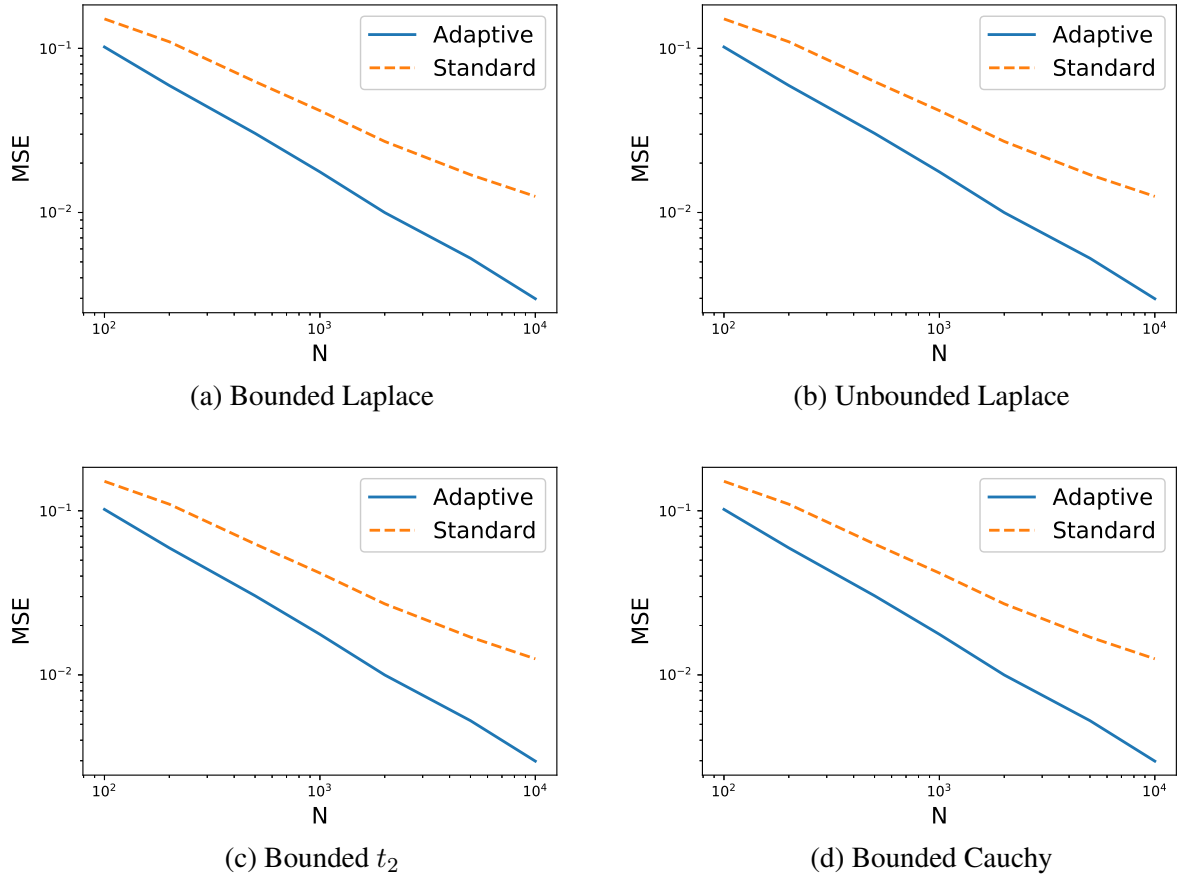 Adaptive
Standard
10^{-1}
10^{-2}
MSE
10^2
10^3
10^4
N
(a) Bounded Laplace
Adaptive
Standard
10^{-1}
10^{-2}
MSE
10^2
10^3
10^4
N
(b) Unbounded Laplace
Adaptive
Standard
10^{-1}
10^{-2}
MSE
10^2
10^3
10^4
N
(c) Bounded t_2
Adaptive
Standard
10^{-1}
10^{-2}
MSE
10^2
10^3
10^4
N
(d) Bounded Cauchy